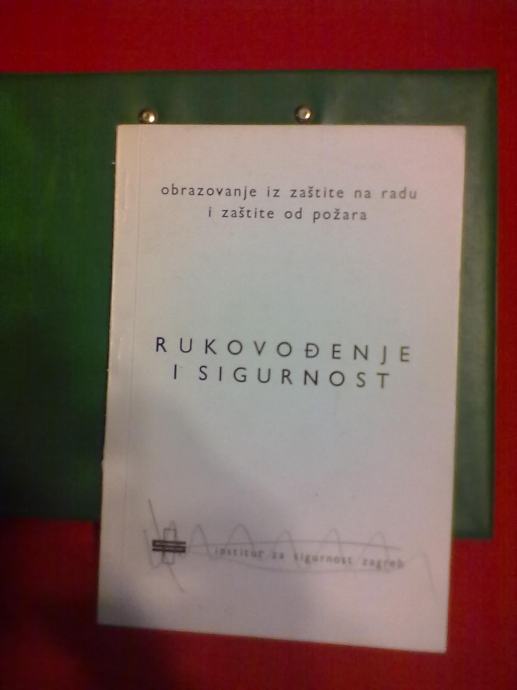 obrazovanje iz zaštite na radu
i zaštite od požara
RUKOVOĐENJE
I SIGURNOST
institut za sigurnost zagreb